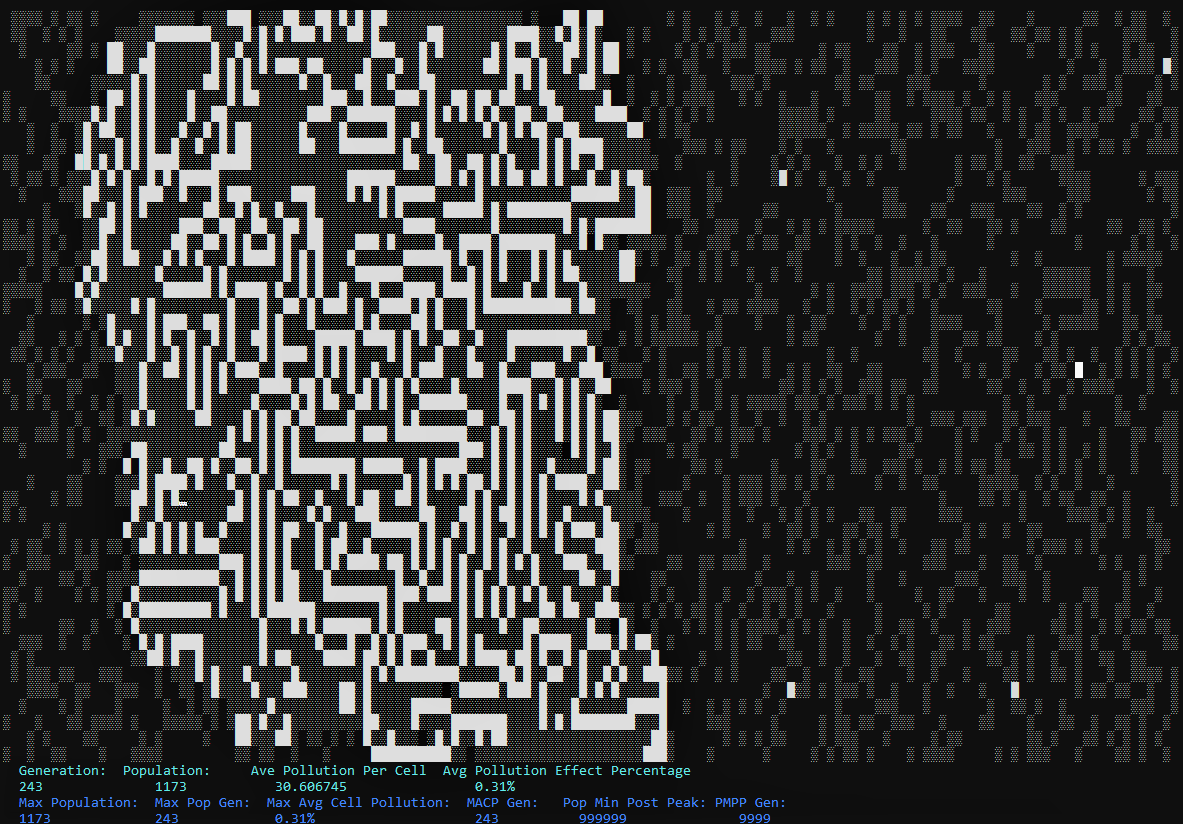 Generation: Population: Ave Pollution Per Cell Avg Pollution Effect Percentage
243 1173 30.606745 0.31%
Max Population: Max Pop Gen: Max Avg Cell Pollution: MACP Gen: Pop Min Post Peak: PMPP Gen:
1173 243 0.31% 243 999999 9999